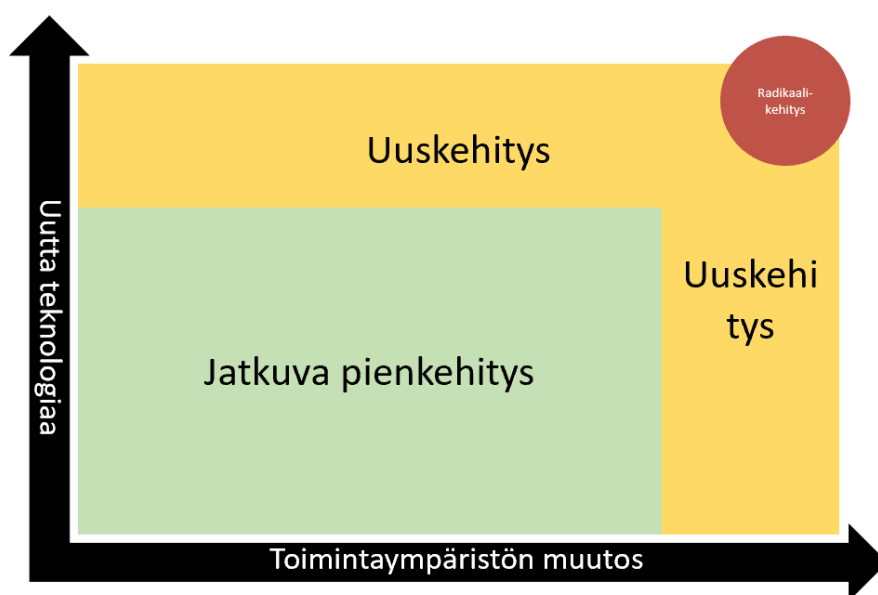 Radikaali-
kehitys
Uuskehitys
Uutta teknologiaa
Uuskehi
tys
Jatkuva pienkehitys
Toimintaympäristön muutos